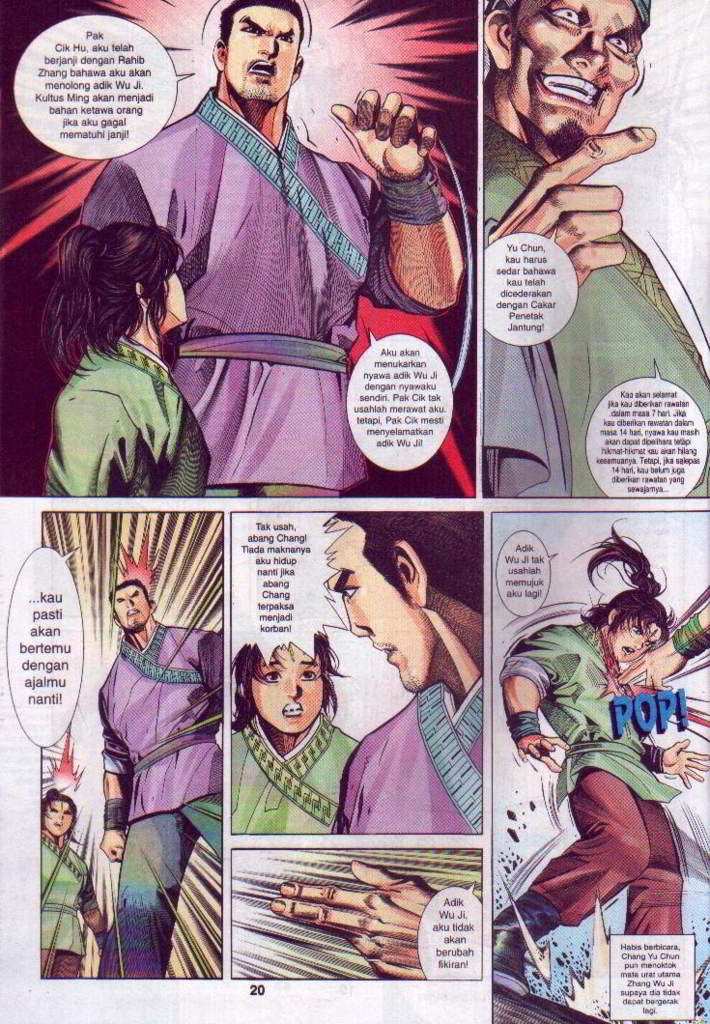 Pak
Cik Hu, aku telah
berjanji dengan Rahib
Zhang bahawa aku akan
menolong adik Wu Ji.
Kultus Ming akan menjadi
bahan ketawa orang
jika aku gagal
mematuhi janji!
Aku akan
menukarkan
nyawa adik Wu Ji
dengan nyawaku
sendiri. Pak Cik tak
usahlah merawat aku.
tetapi, Pak Cik mesti
menyelamatkan
adik Wu Ji!
Yu Chun,
kau harus
sedar bahawa
kau telah
dicederakan
dengan Cakar
Penetak
Jantung!
Kau akan selamat
jika kau diberikan rawatan
dalam masa 7 hari. Jika
kau diberikan rawatan dalam
masa 14 hari, nyawa kau masih
akan dapat dipelihara tetapi
hikmat-hikmat kau akan hilang
kesemuanya. Tetapi, jika selepas
14 hari, kau belum juga
diberikan rawatan yang
sewajarnya...
...kau
pasti
akan
bertemu
dengan
ajalmu
nanti!
Tak usah,
abang Chang!
Tiada maknanya
aku hidup
nanti jika
abang
Chang
terpaksa
menjadi
korban!
Adik
Wu Ji,
aku tidak
akan
berubah
fikiran!
Adik
Wu Ji tak
usahlah
memujuk
aku lagi!
POP!
Habis berbicara,
Chang Yu Chun
pun menotok
mata urat utama
Zhang Wu Ji
supaya dia tidak
dapat bergerak
lagi.
20